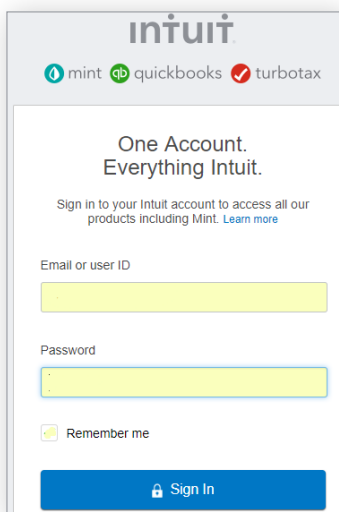 intuit
mint quickbooks turbotax
One Account.
Everything Intuit.
Sign in to your Intuit account to access all our
products including Mint. Learn more
Email or user ID
Password
Remember me
Sign In